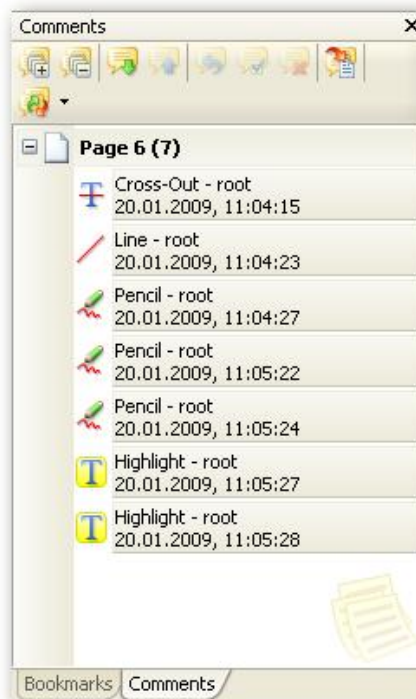 Comments
Page 6 (7)
Cross-Out - root
20.01.2009, 11:04:15
Line - root
20.01.2009, 11:04:23
Pencil - root
20.01.2009, 11:04:27
Pencil - root
20.01.2009, 11:05:22
Pencil - root
20.01.2009, 11:05:24
Highlight - root
20.01.2009, 11:05:27
Highlight - root
20.01.2009, 11:05:28
Bookmarks Comments